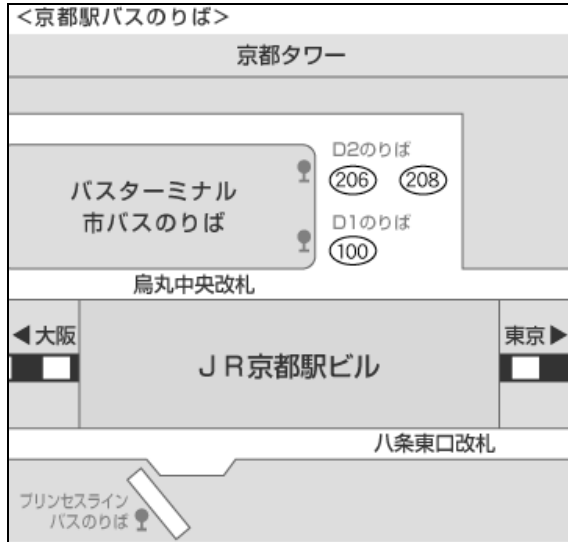 <京都駅バスのりば>
京都タワー
D2のりば
206 208
バスターミナル
市バスのりば
D1のりば
100
烏丸中央改札
◀大阪
JR京都駅ビル
東京▶
八条東口改札
プリンセスライン
バスのりば